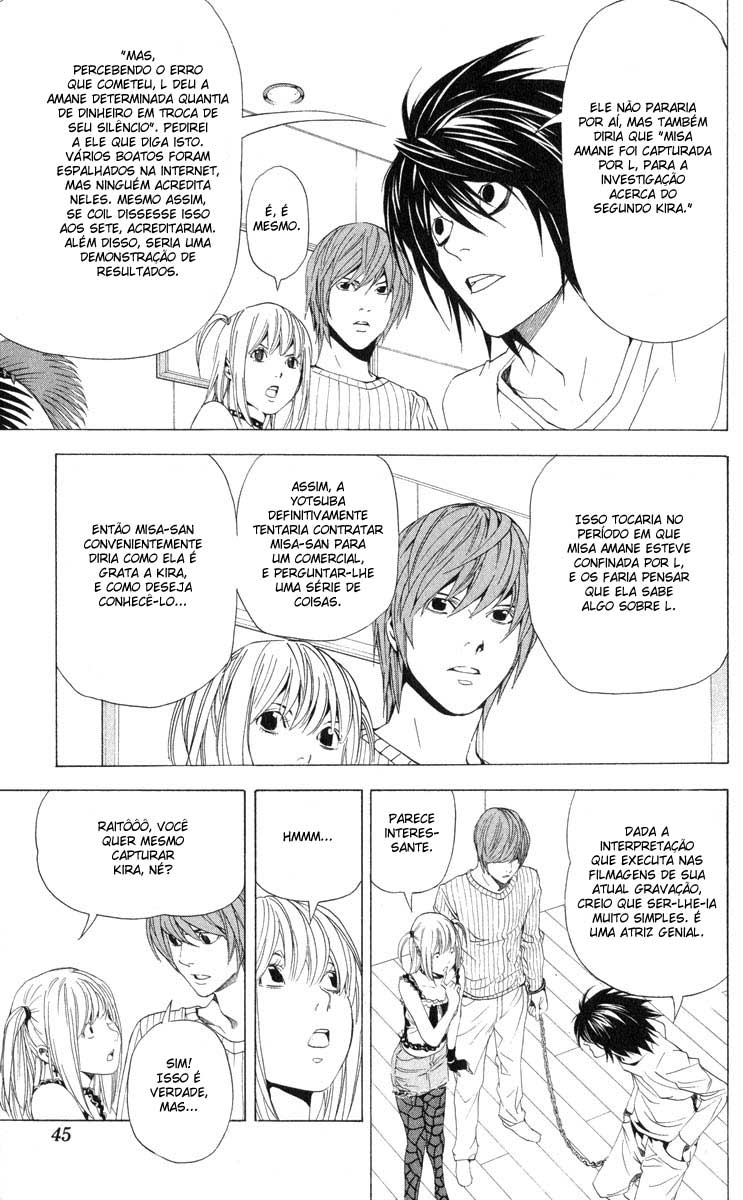 ELE NÃO PARARIA
POR AÍ, MAS TAMBÉM
DIRIA QUE "MISA
AMANE FOI CAPTURADA
POR L, PARA A
INVESTIGAÇÃO
ACERCA DO
SEGUNDO KIRA."
"MAS,
PERCEBENDO O ERRO
QUE COMETEU, L DEU A
AMANE DETERMINADA QUANTIA
DE DINHEIRO EM TROCA DE
SEU SILÊNCIO". PEDIREI
A ELE QUE DIGA ISTO.
VÁRIOS BOATOS FORAM
ESPALHADOS NA INTERNET,
MAS NINGUÉM ACREDITA
NELES. MESMO ASSIM,
SE COIL DISSESSE ISSO
AOS SETE, ACREDITARIAM.
ALÉM DISSO, SERIA UMA
DEMONSTRAÇÃO DE
RESULTADOS.
É, É
MESMO.
ISSO TOCARIA NO
PERÍODO EM QUE
MISA AMANE ESTEVE
CONFINADA POR L,
E OS FARIA PENSAR
QUE ELA SABE
ALGO SOBRE L.
ASSIM, A
YOTSUBA
DEFINITIVAMENTE
TENTARIA CONTRATAR
MISA-SAN PARA
UM COMERCIAL,
E PERGUNTAR-LHE
UMA SÉRIE DE
COISAS.
ENTÃO MISA-SAN
CONVENIENTEMENTE
DIRIA COMO ELA É
GRATA A KIRA,
E COMO DESEJA
CONHECÊ-LO...
DADA A
INTERPRETAÇÃO
QUE EXECUTA NAS
FILMAGENS DE SUA
ATUAL GRAVAÇÃO,
CREIO QUE SER-LHE-IA
MUITO SIMPLES. É
UMA ATRIZ GENIAL.
PARECE
INTERES-
SANTE.
HMMM...
RAITÔÔÔ, VOCÊ
QUER MESMO
CAPTURAR
KIRA, NÉ?
SIM!
ISSO É
VERDADE,
MAS...
45